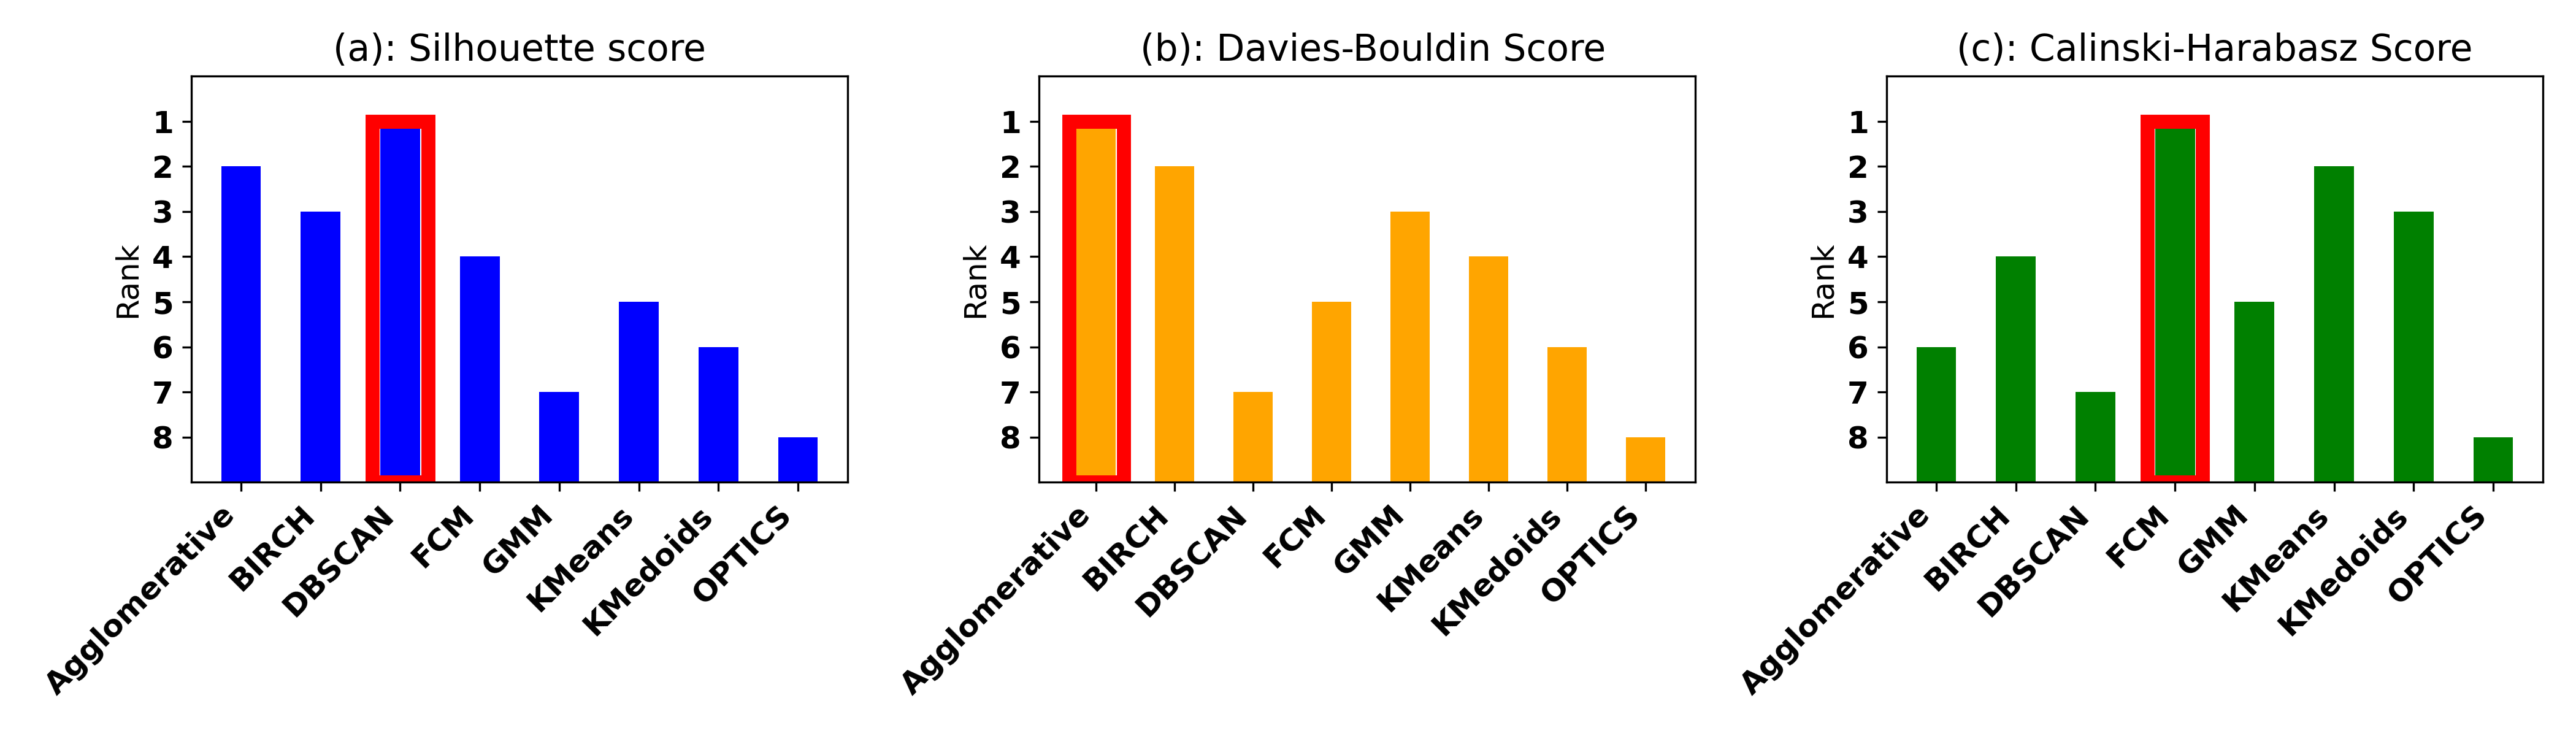 (a): Silhouette score
Rank
1
2
3
4
5
6
7
8
Agglomerative
BIRCH
DBSCAN
FCM
GMM
KMeans
KMedoids
OPTICS
(b): Davies-Bouldin Score
Rank
1
2
3
4
5
6
7
8
Agglomerative
BIRCH
DBSCAN
FCM
GMM
KMeans
KMedoids
OPTICS
(c): Calinski-Harabasz Score
Rank
1
2
3
4
5
6
7
8
Agglomerative
BIRCH
DBSCAN
FCM
GMM
KMeans
KMedoids
OPTICS